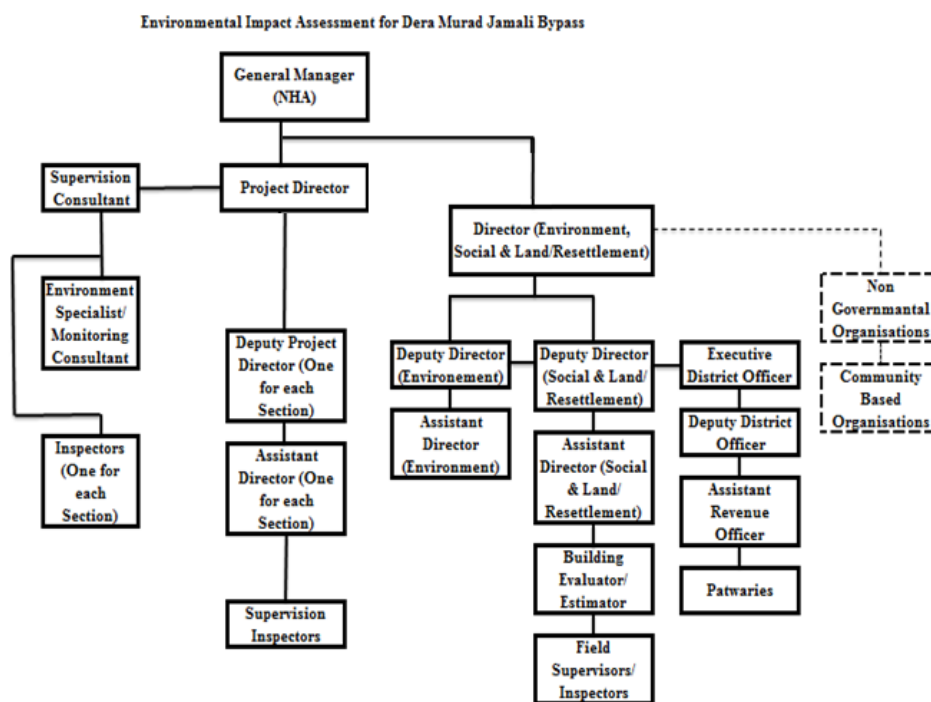 Environmental Impact Assessment for Dera Murad Jamali Bypass
General Manager
(NHA)
Supervision
Consultant
Project Director
Director (Environment,
Social & Land/Resettlement)
Environment
Specialist/
Monitoring
Consultant
Non
Governmantal
Organisations
Deputy Project
Director (One
for each
Section)
Deputy Director
(Environement)
Deputy Director
(Social & Land/
Resettlement)
Executive
District Officer
Community
Based
Organisations
Inspectors
(One for
each
Section)
Assistant
Director (One
for each
Section)
Assistant
Director
(Environment)
Assistant
Director (Social
& Land/
Resettlement)
Deputy District
Officer
Assistant
Revenue
Officer
Building
Evaluator/
Estimator
Patwaries
Supervision
Inspectors
Field
Supervisors/
Inspectors